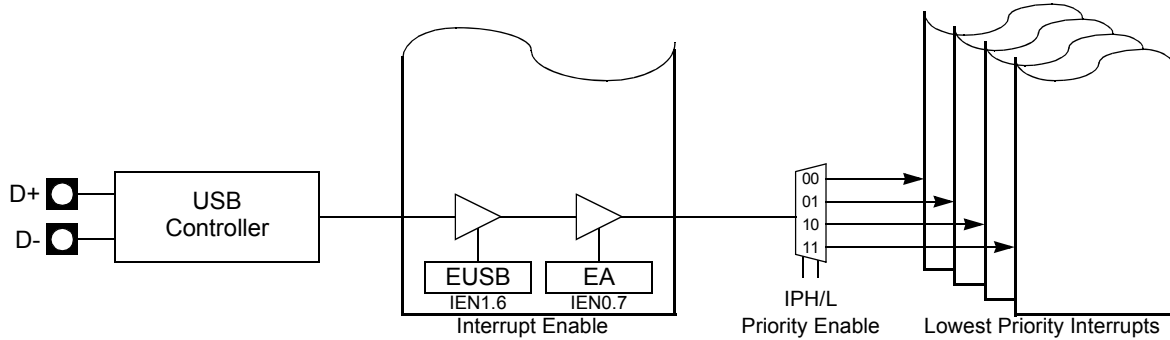 D+
D-
USB
Controller
EUSB
IEN1.6
EA
IEN0.7
Interrupt Enable
00
01
10
11
IPH/L
Priority Enable
Lowest Priority Interrupts